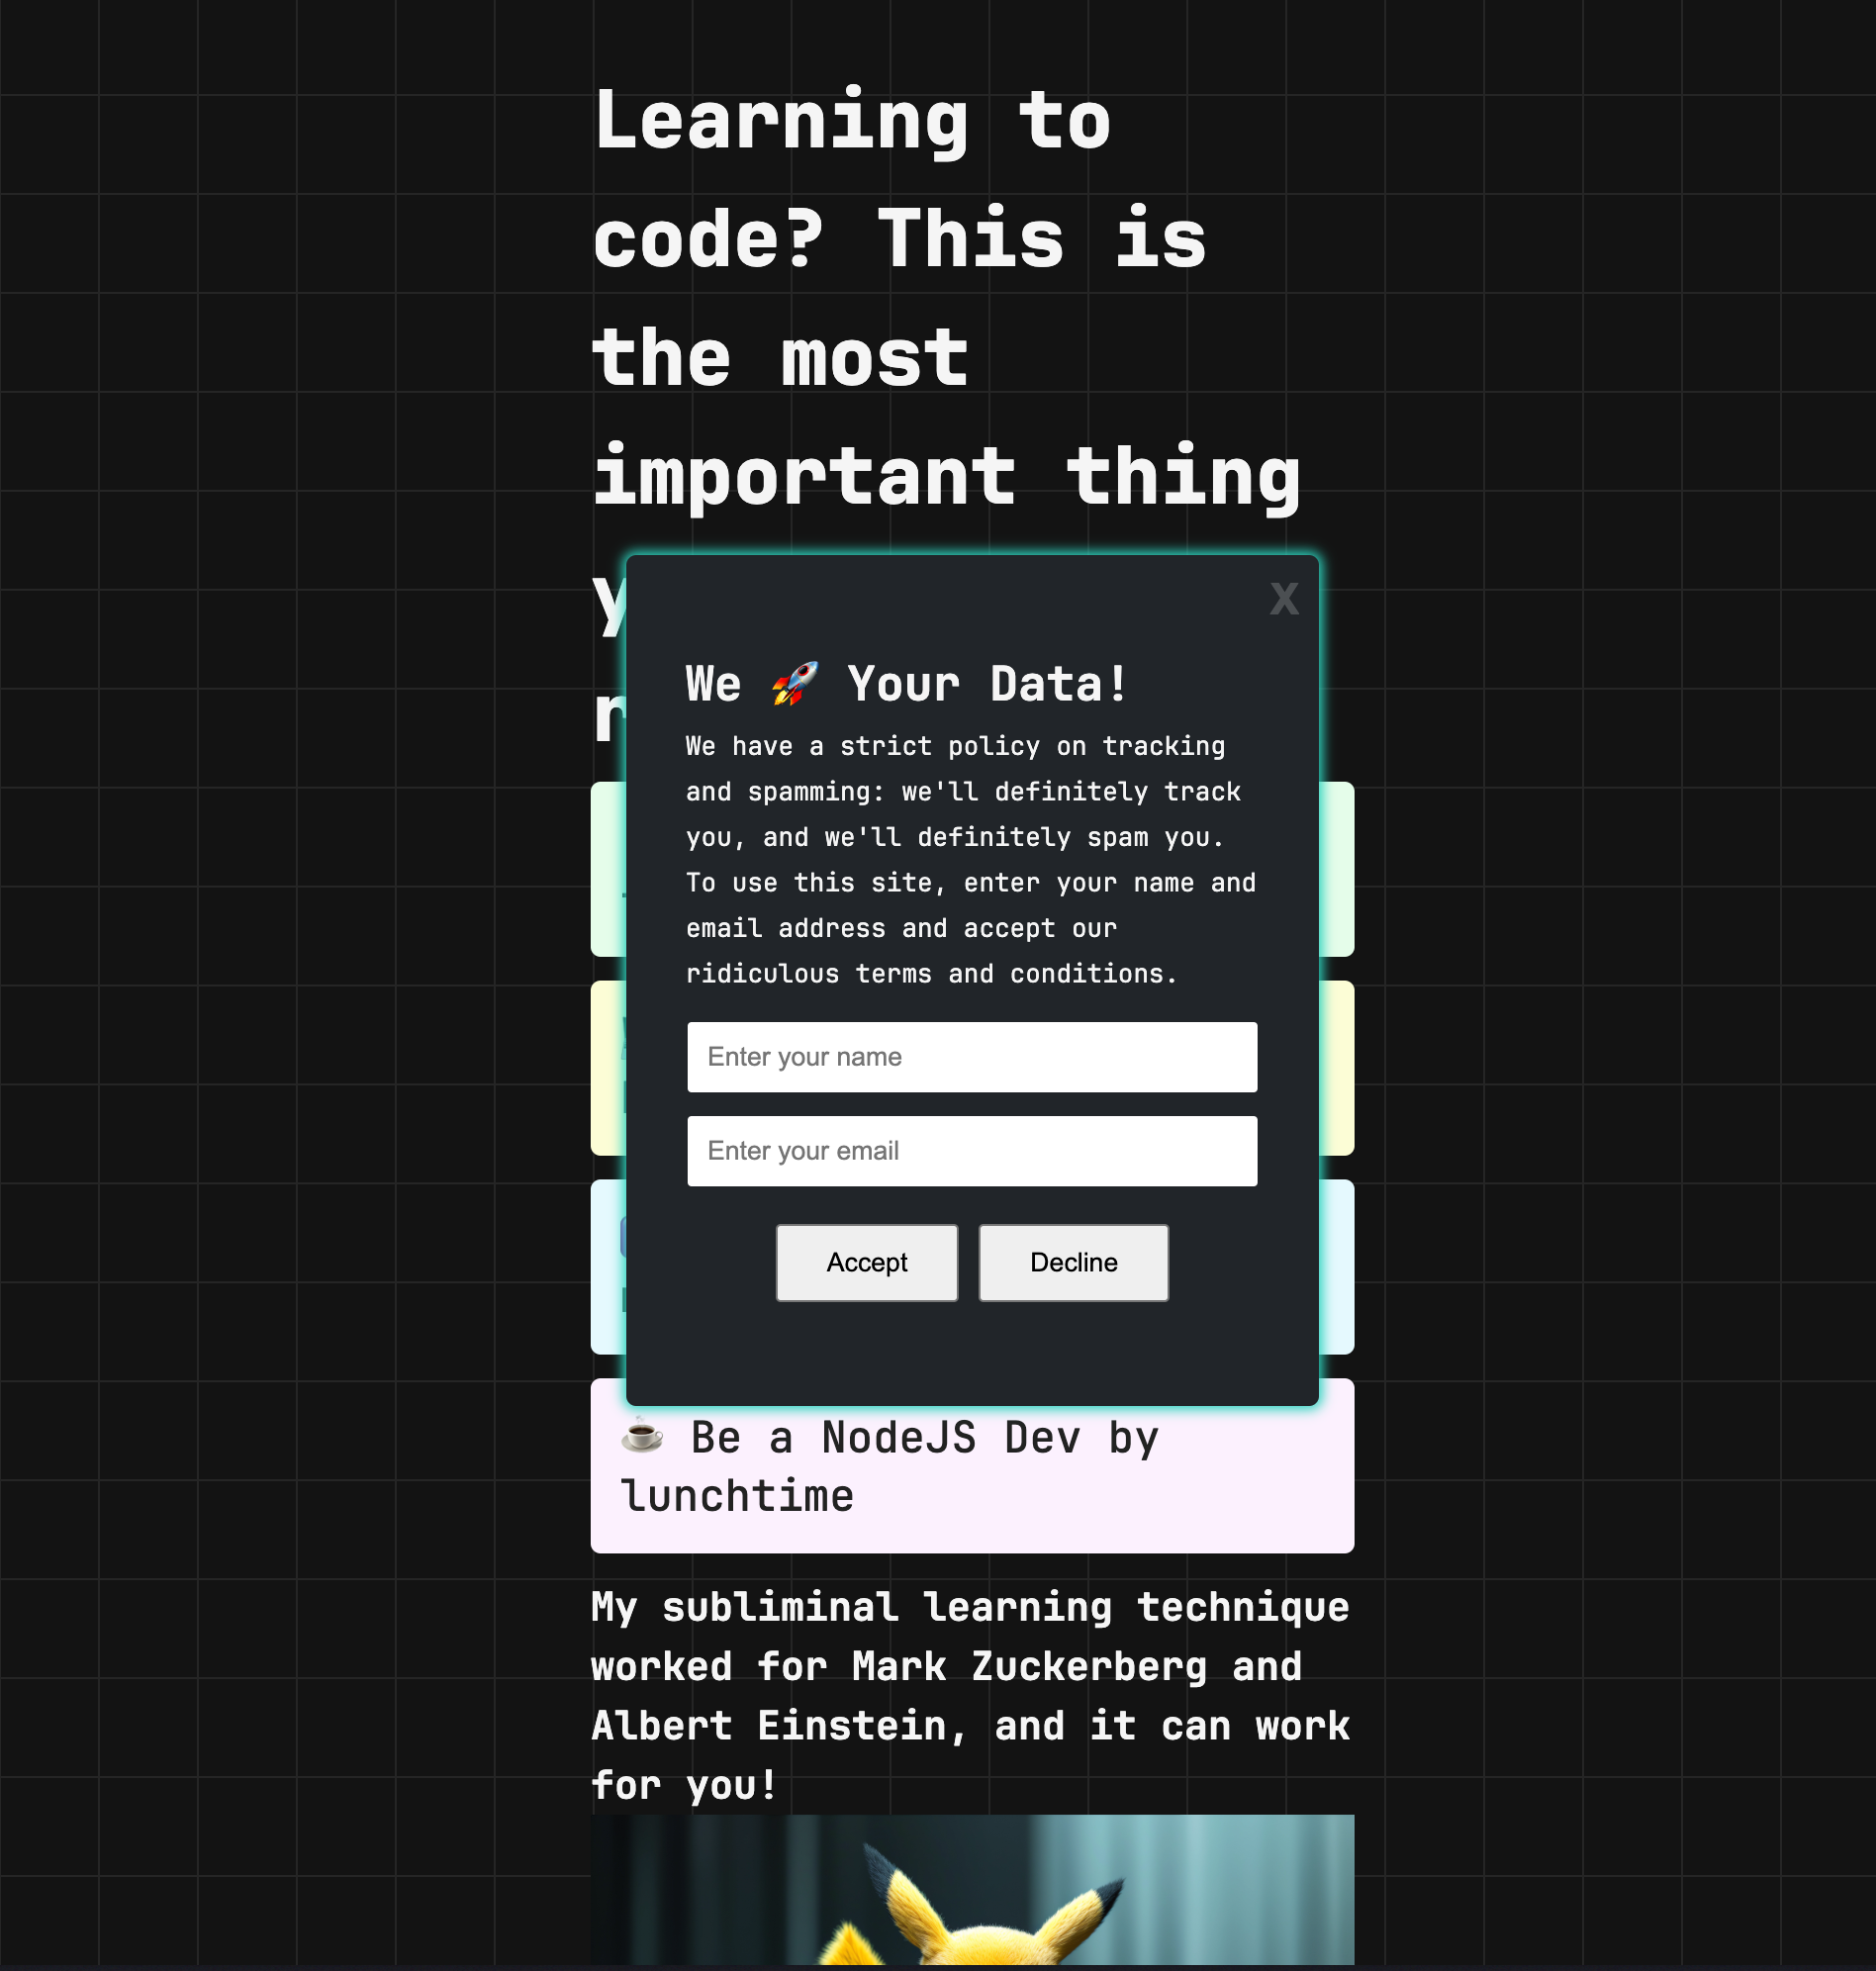 Learning to
code? This is
the most
important thing
X
We 🚀 Your Data!
We have a strict policy on tracking
and spamming: we'll definitely track
you, and we'll definitely spam you.
To use this site, enter your name and
email address and accept our
ridiculous terms and conditions.
Enter your name
Enter your email
Accept Decline
☕ Be a NodeJS Dev by
lunchtime
My subliminal learning technique
worked for Mark Zuckerberg and
Albert Einstein, and it can work
for you!